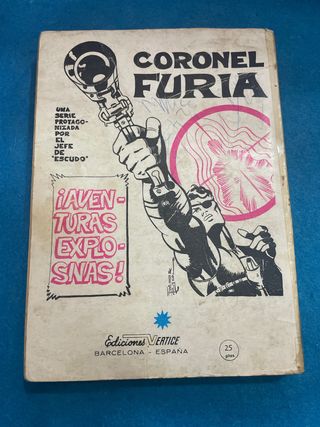 CORONEL
FURIA
UNA
SERIE
PROTAGO-
NIZADA
POR
EL
JEFE
DE
"ESCUDO"
¡AVEN-
TURAS
EXPLO-
SIVAS!
Ediciones VERTICE
BARCELONA - ESPAÑA
25
ptas.